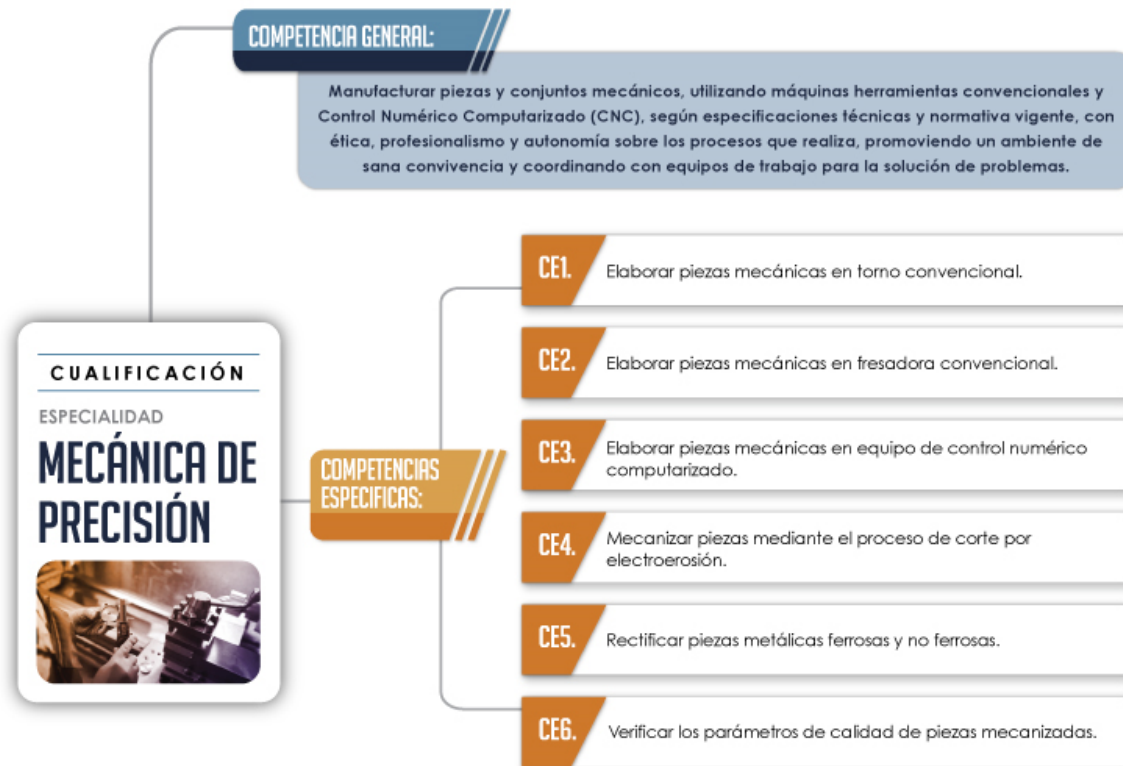 COMPETENCIA GENERAL:
Manufacturar piezas y conjuntos mecánicos, utilizando máquinas herramientas convencionales y
Control Numérico Computarizado (CNC), según especificaciones técnicas y normativa vigente, con
ética, profesionalismo y autonomía sobre los procesos que realiza, promoviendo un ambiente de
sana convivencia y coordinando con equipos de trabajo para la solución de problemas.
CUALIFICACIÓN
ESPECIALIDAD
MECÁNICA DE
PRECISIÓN
COMPETENCIAS
ESPECIFICAS:
CE1. Elaborar piezas mecánicas en torno convencional.
CE2. Elaborar piezas mecánicas en fresadora convencional.
CE3. Elaborar piezas mecánicas en equipo de control numérico
computarizado.
CE4. Mecanizar piezas mediante el proceso de corte por
electroerosión.
CE5. Rectificar piezas metálicas ferrosas y no ferrosas.
CE6. Verificar los parámetros de calidad de piezas mecanizadas.